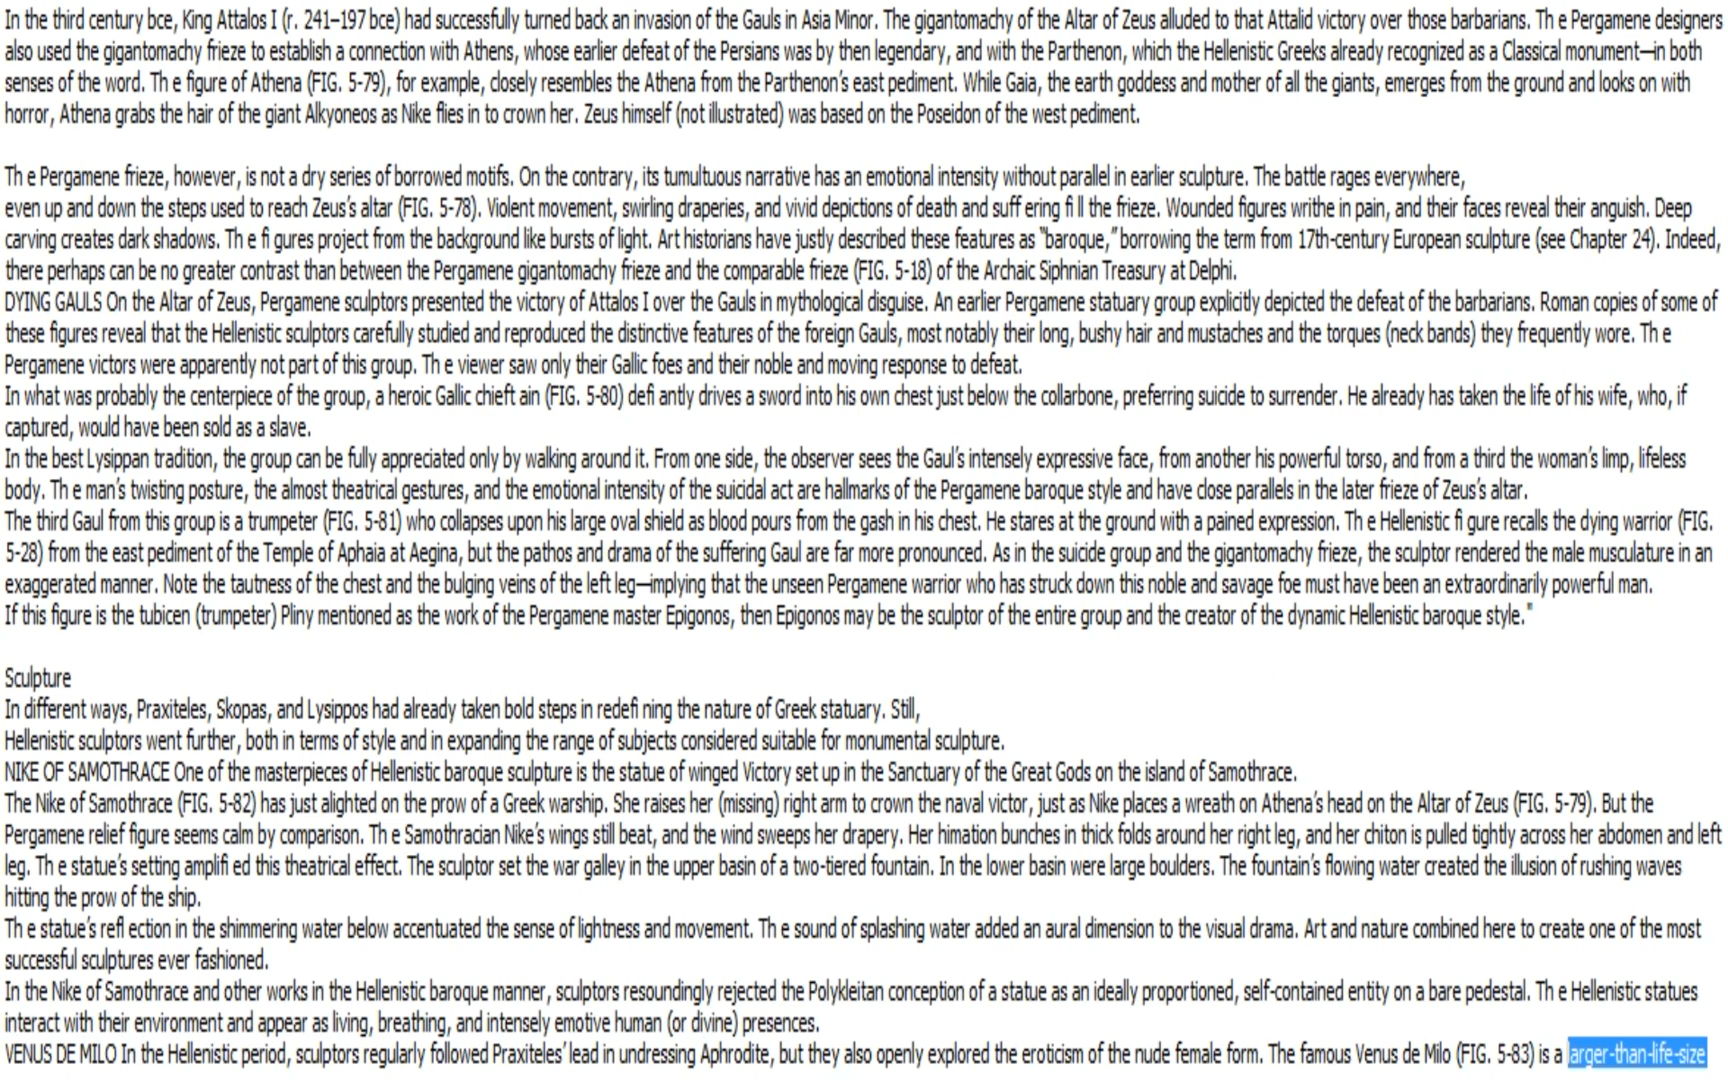 In the third century bce, King Attalos I (r. 241–197 bce) had successfully turned back an invasion of the Gauls in Asia Minor. The gigantomachy of the Altar of Zeus alluded to that Attalid victory over those barbarians. Th e Pergamene designers
also used the gigantomachy frieze to establish a connection with Athens, whose earlier defeat of the Persians was by then legendary, and with the Parthenon, which the Hellenistic Greeks already recognized as a Classical monument—in both
senses of the word. Th e figure of Athena (FIG. 5-79), for example, closely resembles the Athena from the Parthenon's east pediment. While Gaia, the earth goddess and mother of all the giants, emerges from the ground and looks on with
horror, Athena grabs the hair of the giant Alkyoneos as Nike flies in to crown her. Zeus himself (not illustrated) was based on the Poseidon of the west pediment.
Th e Pergamene frieze, however, is not a dry series of borrowed motifs. On the contrary, its tumultuous narrative has an emotional intensity without parallel in earlier sculpture. The battle rages everywhere,
even up and down the steps used to reach Zeus's altar (FIG. 5-78). Violent movement, swirling draperies, and vivid depictions of death and suff ering fi ll the frieze. Wounded figures writhe in pain, and their faces reveal their anguish. Deep
carving creates dark shadows. Th e fi gures project from the background like bursts of light. Art historians have justly described these features as "baroque," borrowing the term from 17th-century European sculpture (see Chapter 24). Indeed,
there perhaps can be no greater contrast than between the Pergamene gigantomachy frieze and the comparable frieze (FIG. 5-18) of the Archaic Siphnian Treasury at Delphi.
DYING GAULS On the Altar of Zeus, Pergamene sculptors presented the victory of Attalos I over the Gauls in mythological disguise. An earlier Pergamene statuary group explicitly depicted the defeat of the barbarians. Roman copies of some of
these figures reveal that the Hellenistic sculptors carefully studied and reproduced the distinctive features of the foreign Gauls, most notably their long, bushy hair and mustaches and the torques (neck bands) they frequently wore. Th e
Pergamene victors were apparently not part of this group. Th e viewer saw only their Gallic foes and their noble and moving response to defeat.
In what was probably the centerpiece of the group, a heroic Gallic chieft ain (FIG. 5-80) defi antly drives a sword into his own chest just below the collarbone, preferring suicide to surrender. He already has taken the life of his wife, who, if
captured, would have been sold as a slave.
In the best Lysippan tradition, the group can be fully appreciated only by walking around it. From one side, the observer sees the Gaul's intensely expressive face, from another his powerful torso, and from a third the woman's limp, lifeless
body. Th e man's twisting posture, the almost theatrical gestures, and the emotional intensity of the suicidal act are hallmarks of the Pergamene baroque style and have close parallels in the later frieze of Zeus's altar.
The third Gaul from this group is a trumpeter (FIG. 5-81) who collapses upon his large oval shield as blood pours from the gash in his chest. He stares at the ground with a pained expression. Th e Hellenistic fi gure recalls the dying warrior (FIG.
5-28) from the east pediment of the Temple of Aphaia at Aegina, but the pathos and drama of the suffering Gaul are far more pronounced. As in the suicide group and the gigantomachy frieze, the sculptor rendered the male musculature in an
exaggerated manner. Note the tautness of the chest and the bulging veins of the left leg—implying that the unseen Pergamene warrior who has struck down this noble and savage foe must have been an extraordinarily powerful man.
If this figure is the tubicen (trumpeter) Pliny mentioned as the work of the Pergamene master Epigonos, then Epigonos may be the sculptor of the entire group and the creator of the dynamic Hellenistic baroque style."
Sculpture
In different ways, Praxiteles, Skopas, and Lysippos had already taken bold steps in redefi ning the nature of Greek statuary. Still,
Hellenistic sculptors went further, both in terms of style and in expanding the range of subjects considered suitable for monumental sculpture.
NIKE OF SAMOTHRACE One of the masterpieces of Hellenistic baroque sculpture is the statue of winged Victory set up in the Sanctuary of the Great Gods on the island of Samothrace.
The Nike of Samothrace (FIG. 5-82) has just alighted on the prow of a Greek warship. She raises her (missing) right arm to crown the naval victor, just as Nike places a wreath on Athena's head on the Altar of Zeus (FIG. 5-79). But the
Pergamene relief figure seems calm by comparison. Th e Samothracian Nike's wings still beat, and the wind sweeps her drapery. Her himation bunches in thick folds around her right leg, and her chiton is pulled tightly across her abdomen and left
leg. Th e statue's setting amplifi ed this theatrical effect. The sculptor set the war galley in the upper basin of a two-tiered fountain. In the lower basin were large boulders. The fountain's flowing water created the illusion of rushing waves
hitting the prow of the ship.
Th e statue's refl ection in the shimmering water below accentuated the sense of lightness and movement. Th e sound of splashing water added an aural dimension to the visual drama. Art and nature combined here to create one of the most
successful sculptures ever fashioned.
In the Nike of Samothrace and other works in the Hellenistic baroque manner, sculptors resoundingly rejected the Polykleitan conception of a statue as an ideally proportioned, self-contained entity on a bare pedestal. Th e Hellenistic statues
interact with their environment and appear as living, breathing, and intensely emotive human (or divine) presences.
VENUS DE MILO In the Hellenistic period, sculptors regularly followed Praxiteles' lead in undressing Aphrodite, but they also openly explored the eroticism of the nude female form. The famous Venus de Milo (FIG. 5-83) is a larger-than-life-size